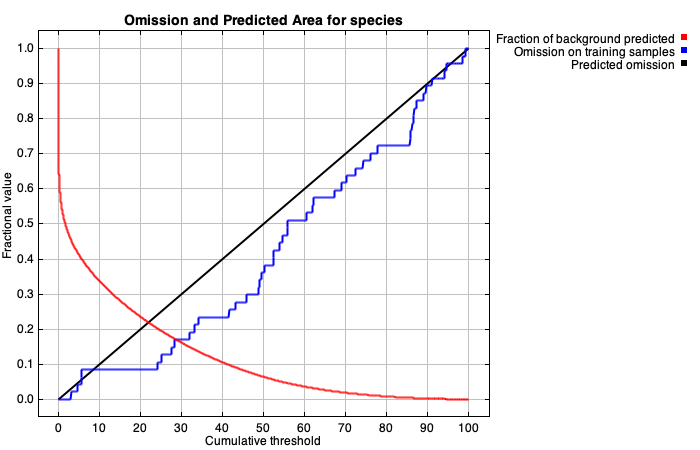 Omission and Predicted Area for species
Fraction of background predicted
Omission on training samples
Predicted omission
1.0
0.9
0.8
0.7
0.6
0.5
0.4
0.3
0.2
0.1
0.0
Fractional value
0 10 20 30 40 50 60 70 80 90 100
Cumulative threshold